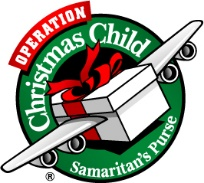 OPERATION
Christmas Child
Samaritan's Purse
®